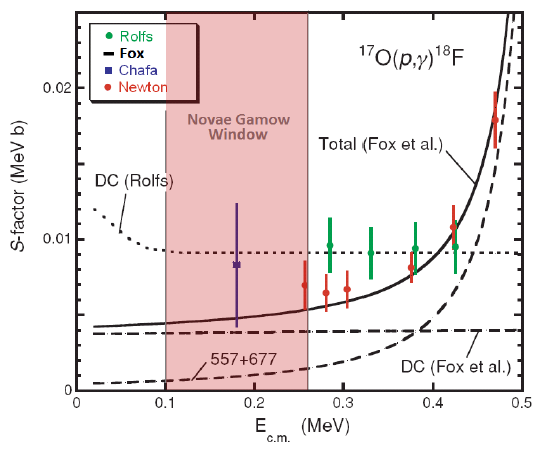 Rolfs
Fox
Chafa
Newton
17O(p,γ)18F
Novae Gamow
Window
Total (Fox et al.)
DC (Rolfs)
557+677
DC (Fox et al.)
S-factor (MeV b)
0.02
0.01
0
0
0.1
0.2
0.3
0.4
0.5
Ec.m. (MeV)